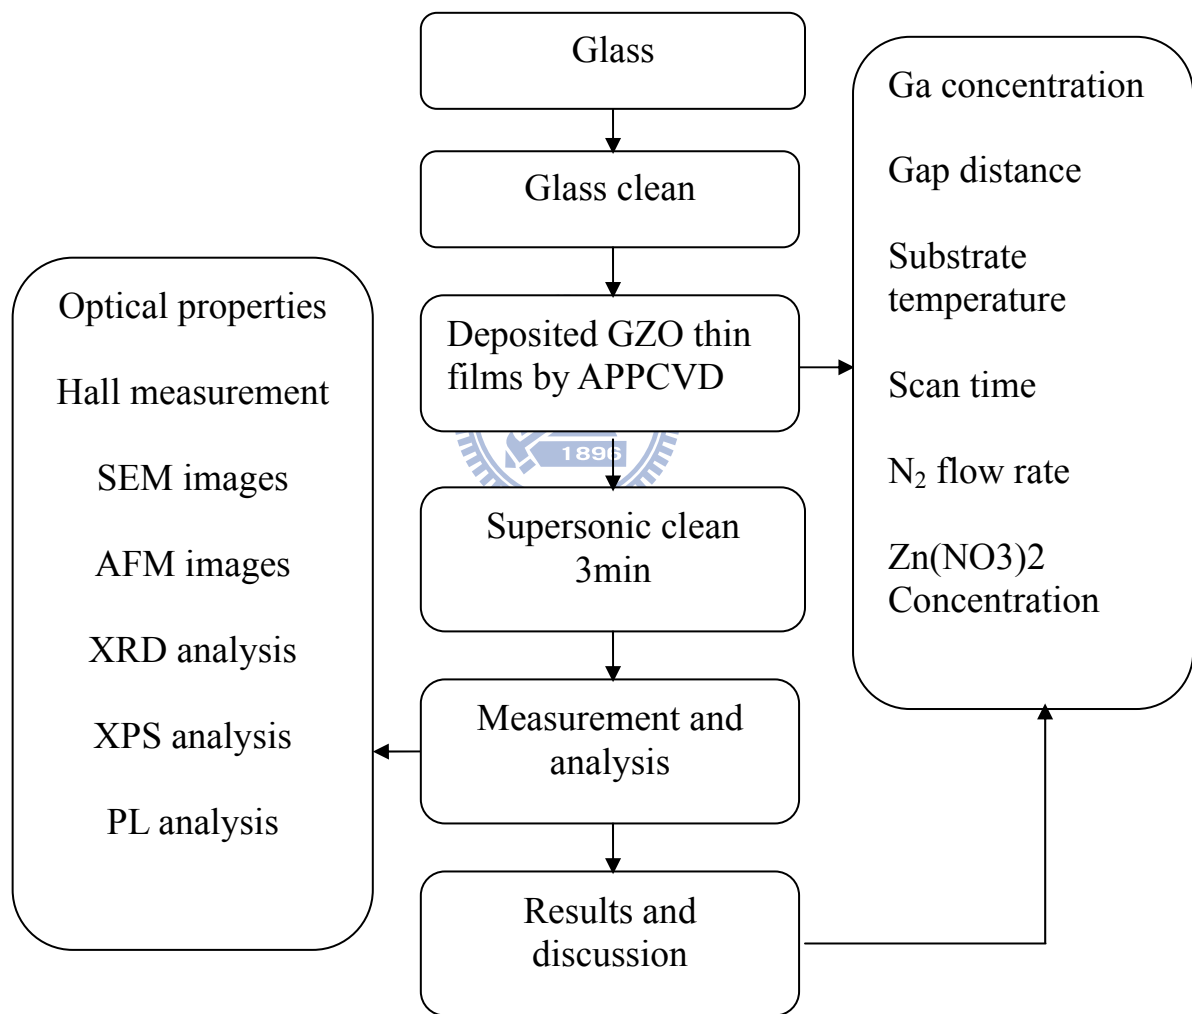 Glass
Glass clean
Deposited GZO thin
films by APPCVD
1896
Supersonic clean
3min
Measurement and
analysis
Results and
discussion
Optical properties
Hall measurement
SEM images
AFM images
XRD analysis
XPS analysis
PL analysis
Ga concentration
Gap distance
Substrate
temperature
Scan time
N₂ flow rate
Zn(NO3)2
Concentration